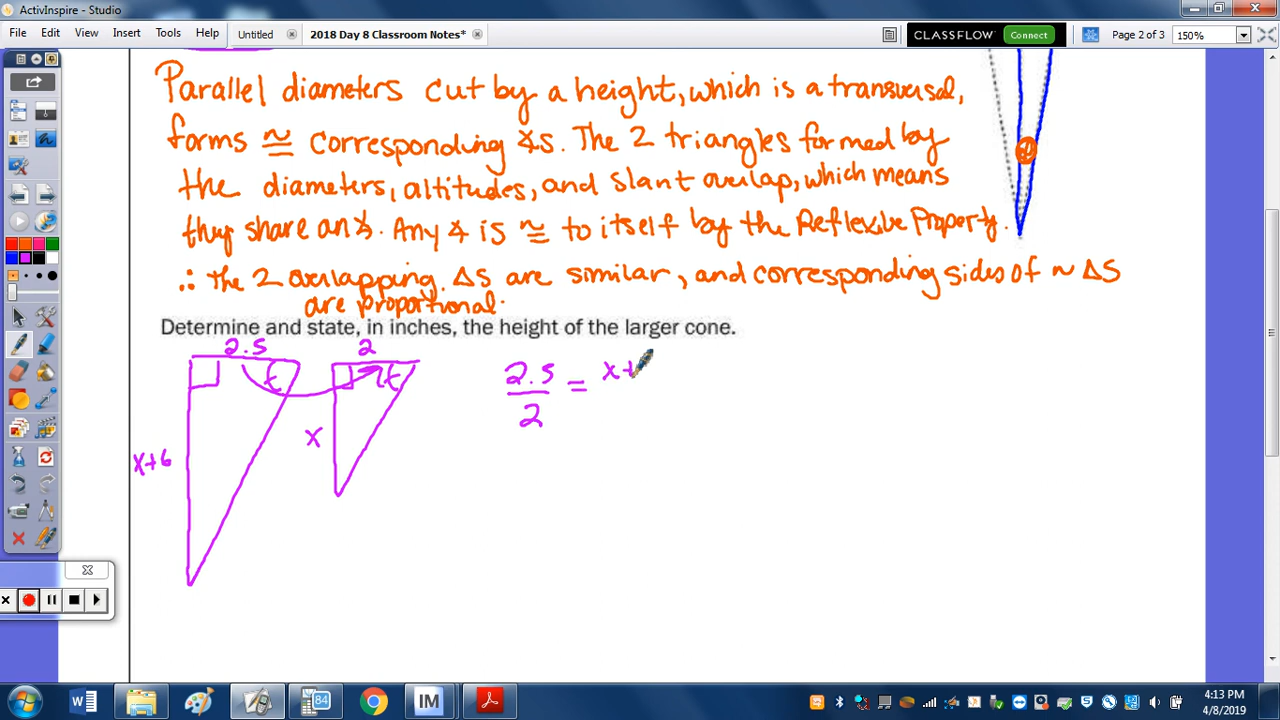 ActivInspire - Studio
File Edit View Insert Tools Help
Untitled
2018 Day 8 Classroom Notes*
CLASSFLOW Connect
Page 2 of 3
150%
Parallel diameters cut by a height, which is a transversal,
forms ≅ corresponding ∡s. The 2 triangles formed by
the diameters, altitudes, and slant overlap, which means
they share an ∡. Any ∡ is ≅ to itself by the Reflexive Property.
∴ the 2 overlapping Δs are similar, and corresponding sides of ~ Δs
are proportional.
Determine and state, in inches, the height of the larger cone.
2.5 2
x+6 x
2.5/2 = x+
84
IM
4:13 PM
4/8/2019